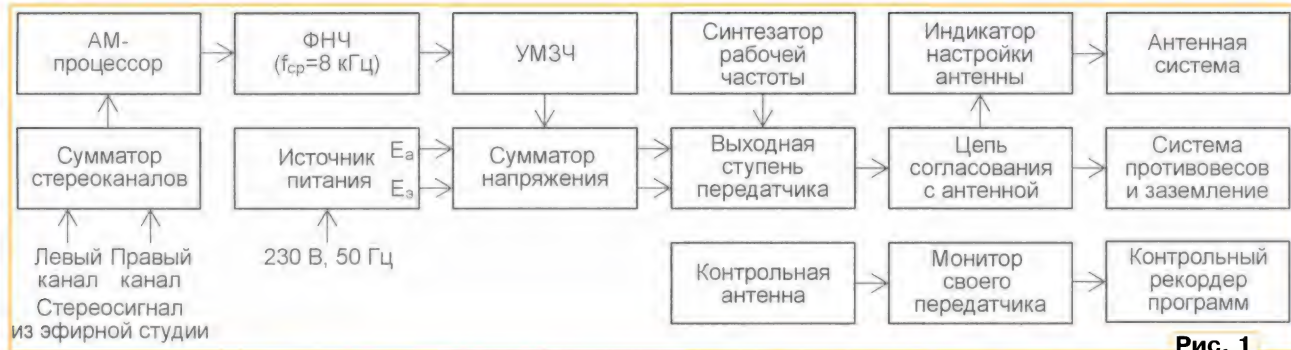 АМ-
процессор
ФНЧ
(fср=8 кГц)
УМЗЧ
Синтезатор
рабочей
частоты
Индикатор
настройки
антенны
Антенная
система
Сумматор
стереоканалов
Источник
питания
Eа
Eэ
Сумматор
напряжения
Выходная
ступень
передатчика
Цепь
согласования
с антенной
Система
противовесов
и заземление
Левый
канал
Правый
канал
Стереосигнал
из эфирной студии
230 В, 50 Гц
Контрольная
антенна
Монитор
своего
передатчика
Контрольный
рекордер
программ
Рис. 1